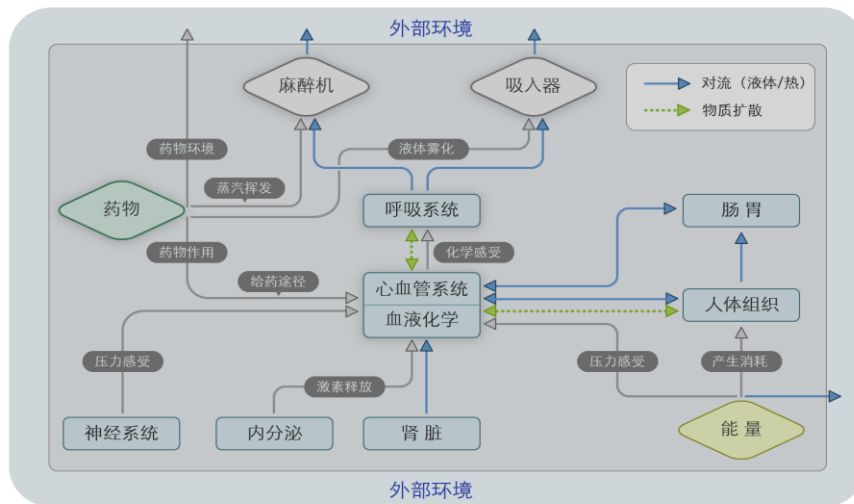 外部环境
麻醉机
吸入器
对流（液体/热）
物质扩散
药物环境
液体雾化
蒸汽挥发
药物
呼吸系统
肠 胃
药物作用
化学感受
给药途径
心血管系统
血液化学
人体组织
压力感受
压力感受
产生消耗
激素释放
神经系统
内分泌
肾 脏
能 量
外部环境